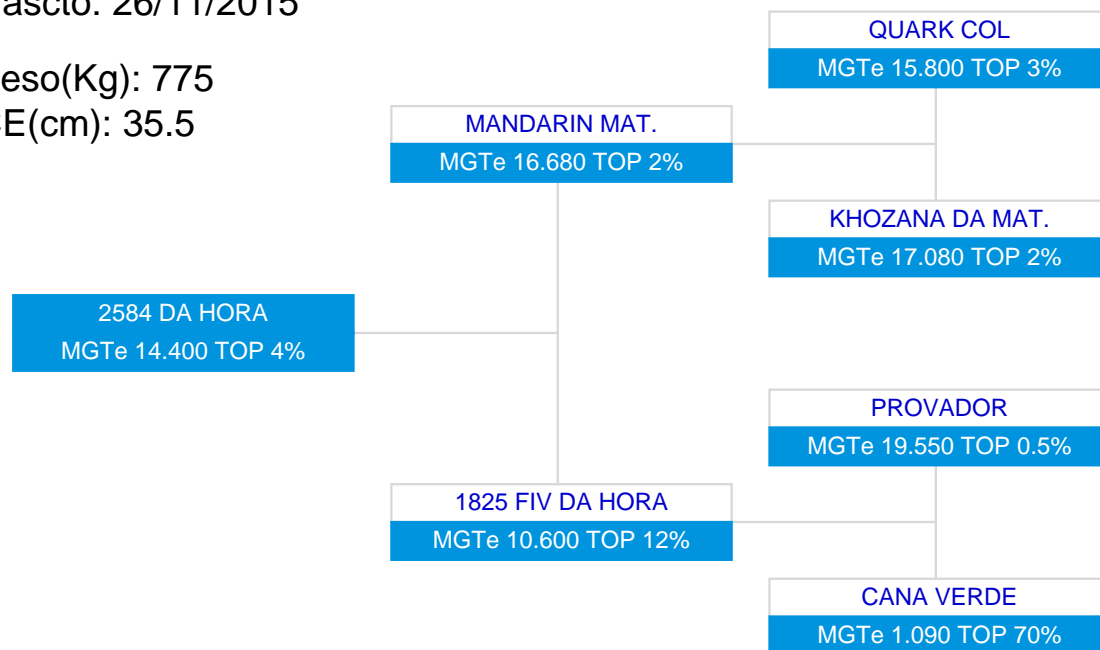 ascto: 26/11/2015
eso(Kg): 775
E(cm): 35.5
QUARK COL
MGTe 15.800 TOP 3%
MANDARIN MAT.
MGTe 16.680 TOP 2%
KHOZANA DA MAT.
MGTe 17.080 TOP 2%
2584 DA HORA
MGTe 14.400 TOP 4%
PROVADOR
MGTe 19.550 TOP 0.5%
1825 FIV DA HORA
MGTe 10.600 TOP 12%
CANA VERDE
MGTe 1.090 TOP 70%